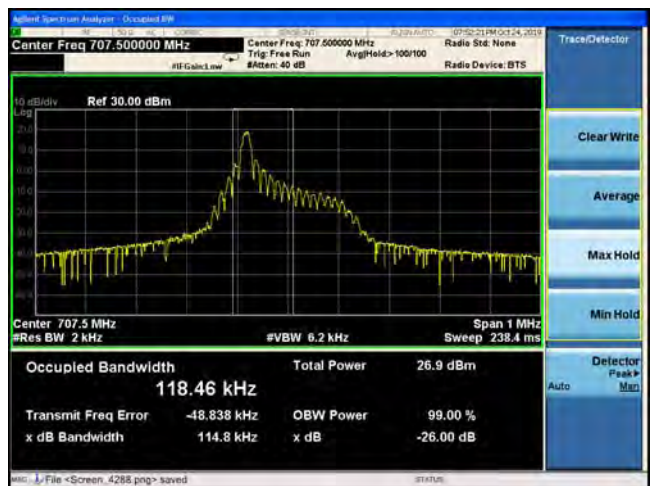 Agilent Spectrum Analyzer - Occupied BW
Center Freq 707.500000 MHz
Center Freq: 707.500000 MHz
Trig: Free Run
Avg|Hold:> 100/100
#IFGain:Low
#Atten: 40 dB
07:52:21 PM Oct 24, 2019
Radio Std: None
Radio Device: BTS
Trace/Detector
10 dB/div
Ref 30.00 dBm
Log
Center 707.5 MHz
Span 1 MHz
#Res BW 2 kHz
#VBW 6.2 kHz
Sweep 238.4 ms
Occupied Bandwidth
118.46 kHz
Total Power
26.9 dBm
Transmit Freq Error
-48.838 kHz
OBW Power
99.00 %
x dB Bandwidth
114.8 kHz
x dB
-26.00 dB
Clear Write
Average
Max Hold
Min Hold
Detector
Peak▶
Auto
Man
MSG
File <Screen_4288.png> saved
STATUS